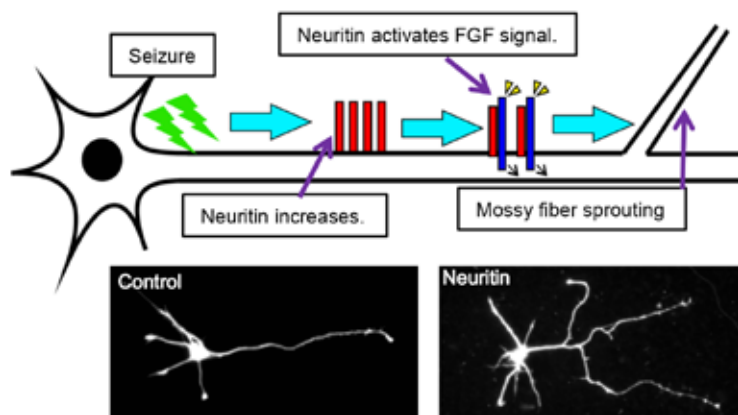 Neuritin activates FGF signal.
Seizure
Neuritin increases.
Mossy fiber sprouting
Control
Neuritin